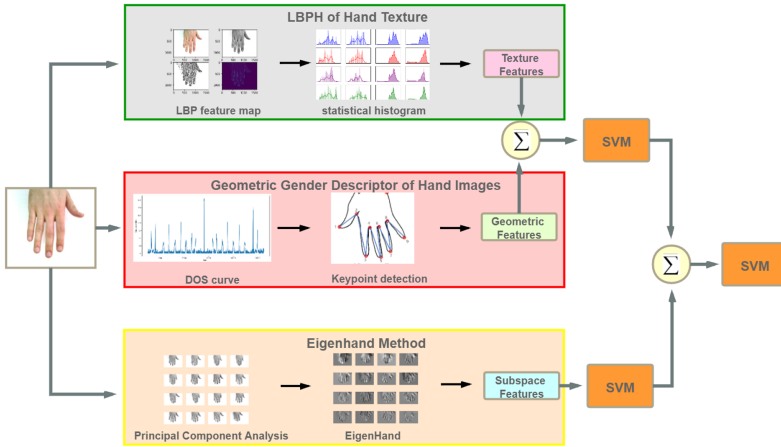 LBPH of Hand Texture
LBP feature map
statistical histogram
Texture
Features
Σ
SVM
Geometric Gender Descriptor of Hand Images
DOS curve
Keypoint detection
Geometric
Features
Σ
SVM
Eigenhand Method
Principal Component Analysis
EigenHand
Subspace
Features
SVM